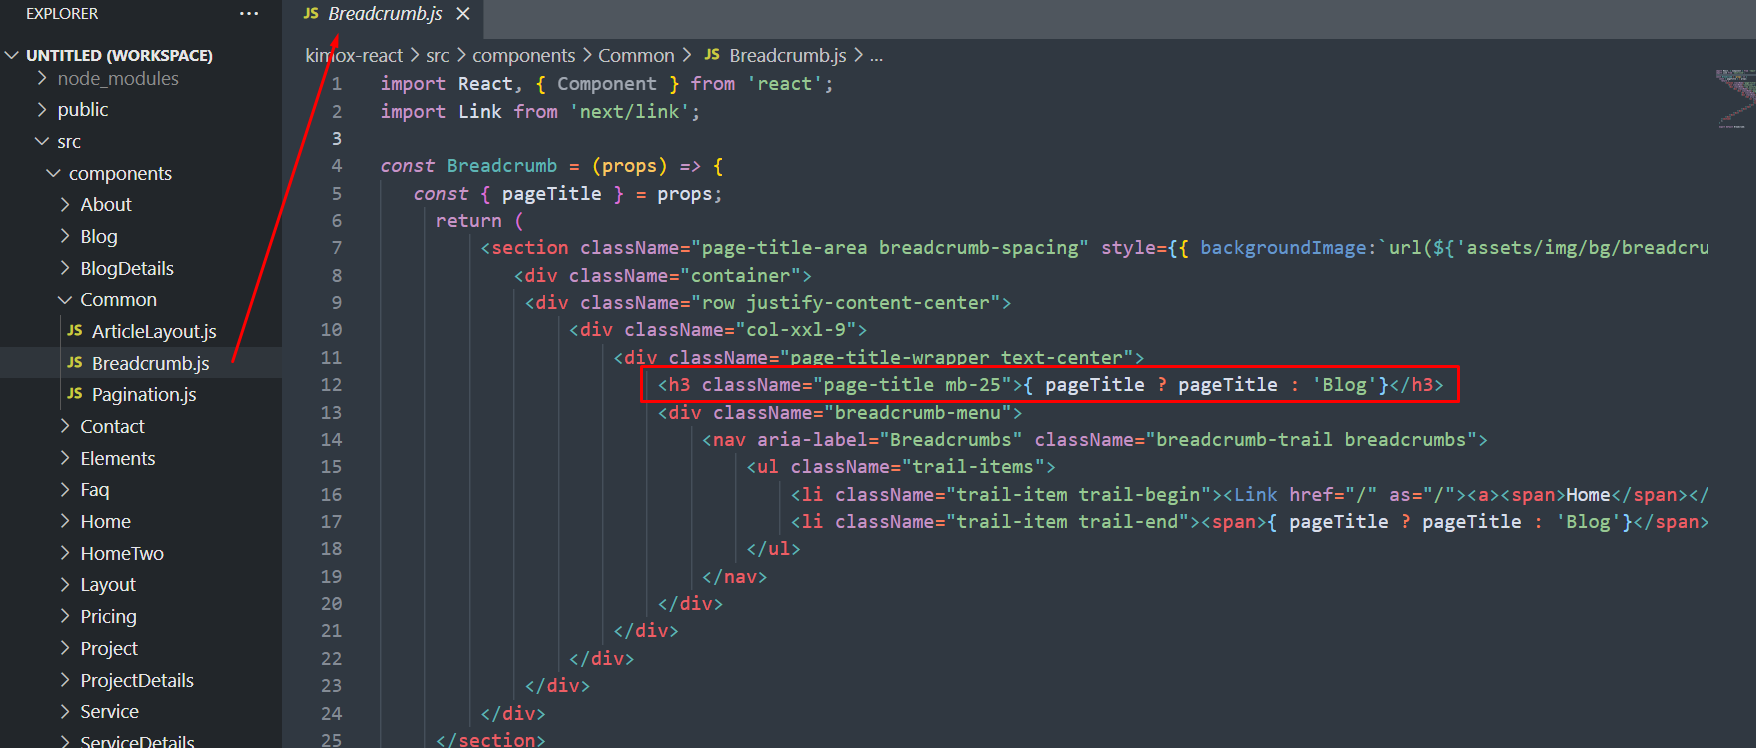 EXPLORER
···
UNTITLED (WORKSPACE)
node_modules
public
src
components
About
Blog
BlogDetails
Common
JS ArticleLayout.js
JS Breadcrumb.js
JS Pagination.js
Contact
Elements
Faq
Home
HomeTwo
Layout
Pricing
Project
ProjectDetails
Service
ServiceDetails
JS Breadcrumb.js ×
kimox-react > src > components > Common > JS Breadcrumb.js > ...
1 import React, { Component } from 'react';
2 import Link from 'next/link';
3
4 const Breadcrumb = (props) => {
5 const { pageTitle } = props;
6 return (
7 <section className="page-title-area breadcrumb-spacing" style={{ backgroundImage:`url(${'assets/img/bg/breadcru
8 <div className="container">
9 <div className="row justify-content-center">
10 <div className="col-xxl-9">
11 <div className="page-title-wrapper text-center">
12 <h3 className="page-title mb-25">{ pageTitle ? pageTitle : 'Blog'}</h3>
13 <div className="breadcrumb-menu">
14 <nav aria-label="Breadcrumbs" className="breadcrumb-trail breadcrumbs">
15 <ul className="trail-items">
16 <li className="trail-item trail-begin"><Link href="/" as="/"><a><span>Home</span></
17 <li className="trail-item trail-end"><span>{ pageTitle ? pageTitle : 'Blog'}</span>
18 </ul>
19 </nav>
20 </div>
21 </div>
22 </div>
23 </div>
24 </div>
25 </section>